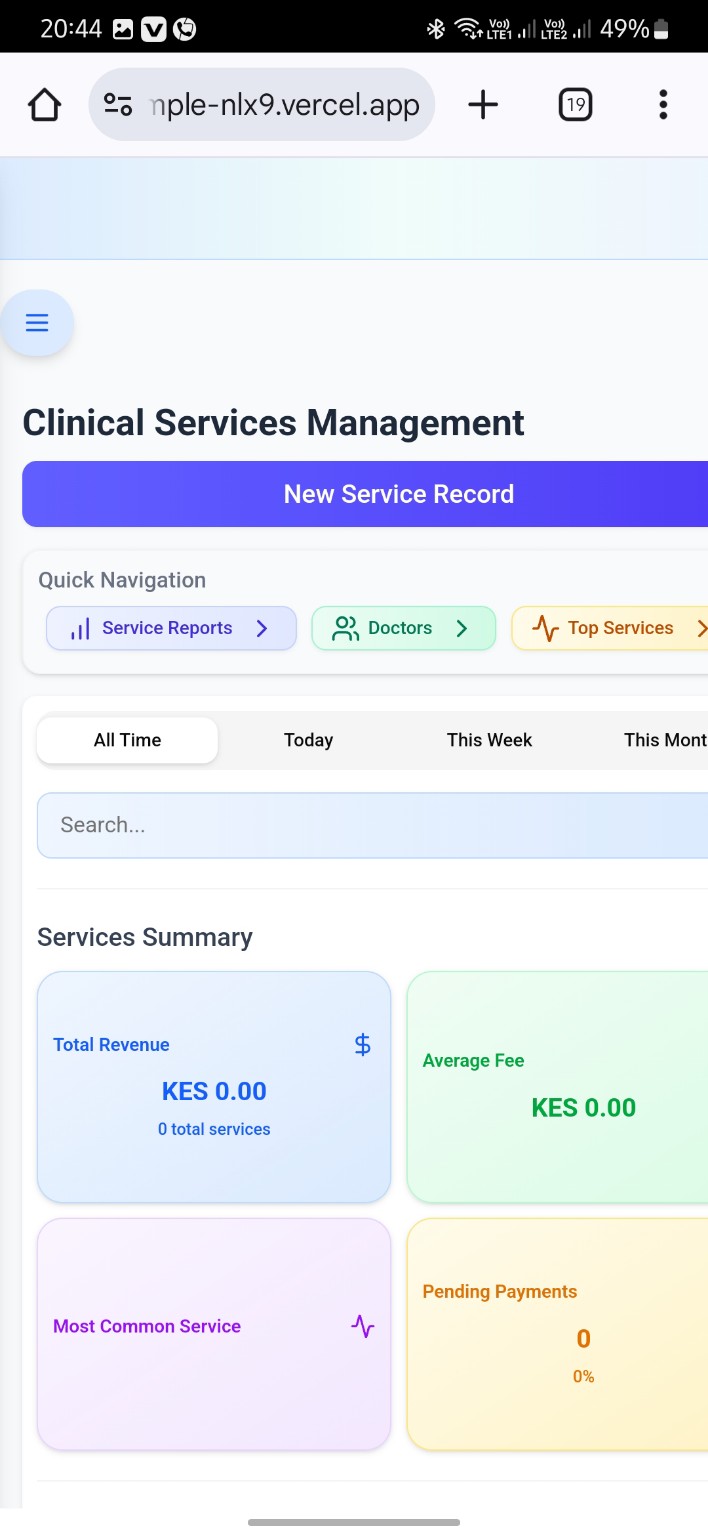 20:44 Vo)) LTE1 Vo)) LTE2 49%
mple-nlx9.vercel.app 19
Clinical Services Management
New Service Record
Quick Navigation
Service Reports Doctors Top Services
All Time Today This Week This Mont
Search...
Services Summary
Total Revenue $
KES 0.00
0 total services
Average Fee
KES 0.00
Most Common Service
Pending Payments
0
0%